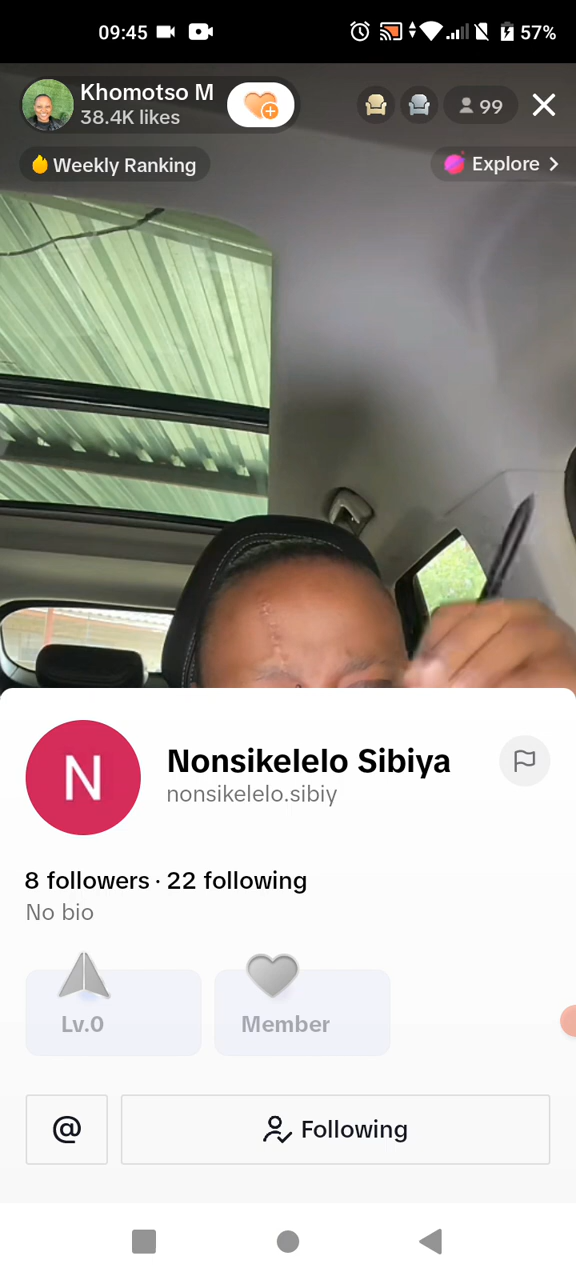 09:45
57%
Khomotso M
38.4K likes
99
Weekly Ranking
Explore
N
Nonsikelelo Sibiya
nonsikelelo.sibiy
8 followers · 22 following
No bio
Lv.0
Member
@
Following